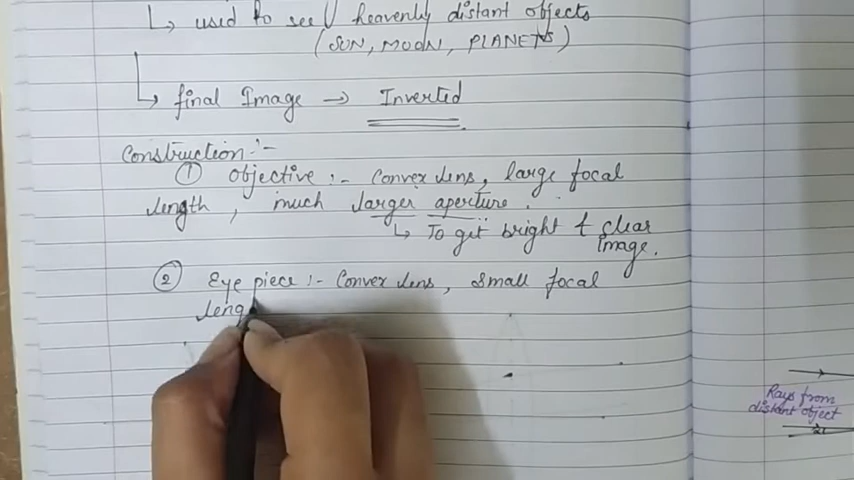 ↳ used to see heavenly distant objects
(SUN, MOON, PLANETS)
↳ final Image → Inverted
Construction :-
① Objective :- Convex lens, large focal
length, much larger aperture.
↳ To get bright & clear
Image.
② Eye piece :- Convex lens, Small focal
leng
Rays from
distant object